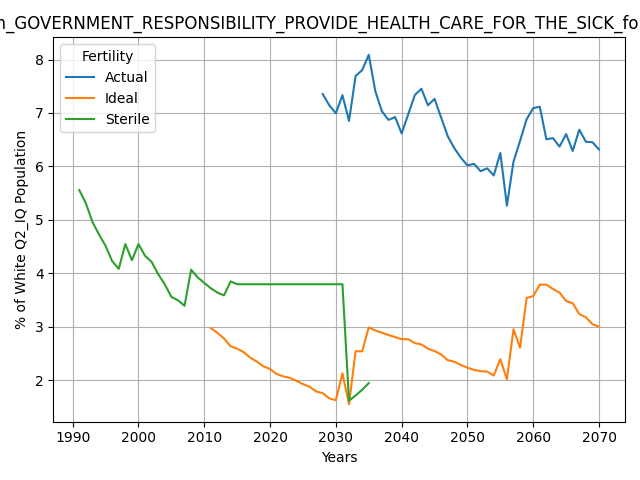 n_GOVERNMENT_RESPONSIBILITY_PROVIDE_HEALTH_CARE_FOR_THE_SICK_fo
Fertility
Actual
Ideal
Sterile
% of White Q2_IQ Population
8
7
6
5
4
3
2
1990 2000 2010 2020 2030 2040 2050 2060 2070
Years